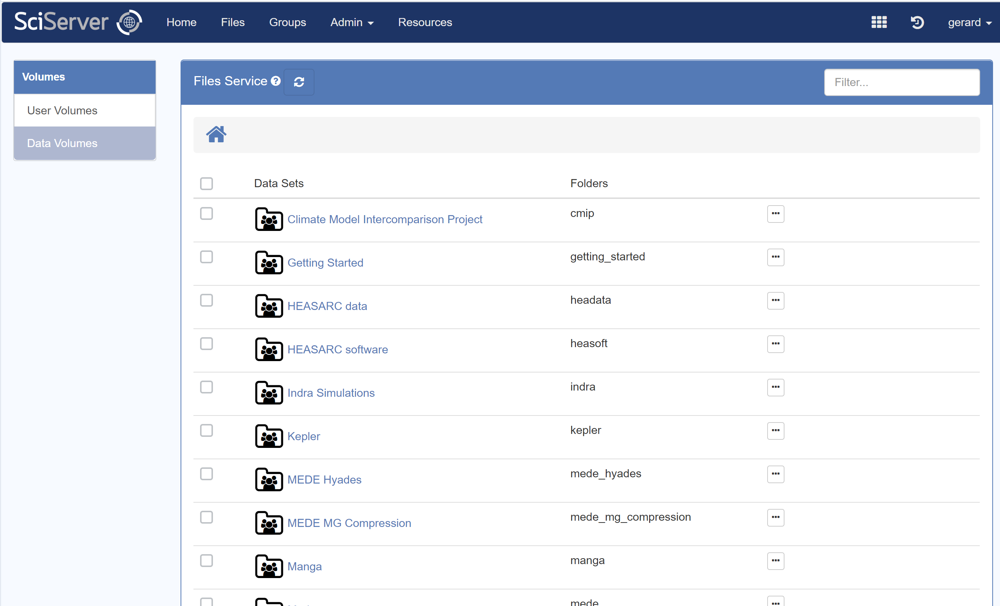 SciServer Home Files Groups Admin Resources gerard
Volumes
User Volumes
Data Volumes
Files Service
Filter...
Data Sets Folders
Climate Model Intercomparison Project cmip
Getting Started getting_started
HEASARC data headata
HEASARC software heasoft
Indra Simulations indra
Kepler kepler
MEDE Hyades mede_hyades
MEDE MG Compression mede_mg_compression
Manga manga
mede